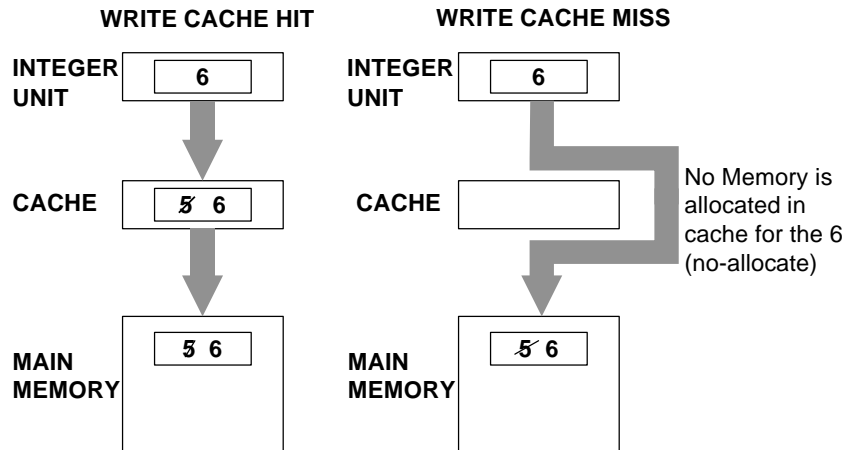 WRITE CACHE HIT
INTEGER UNIT
6
CACHE
5 6
MAIN MEMORY
5 6
WRITE CACHE MISS
INTEGER UNIT
6
CACHE
No Memory is
allocated in
cache for the 6
(no-allocate)
MAIN MEMORY
5 6